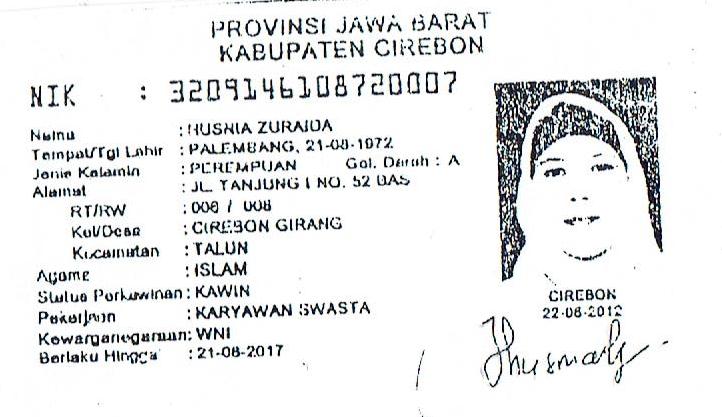 PROVINSI JAWA BARAT
KABUPATEN CIREBON
NIK : 3209146108720007
Nama : HUSNIA ZURAIDA
Tempat/Tgl Lahir : PALEMBANG, 21-08-1972
Jenis Kelamin : PEREMPUAN Gol. Darah : A
Alamat : JL. TANJUNG I NO. 52 BAS
RT/RW : 008 / 008
Kel/Desa : CIREBON GIRANG
Kecamatan : TALUN
Agama : ISLAM
Status Perkawinan : KAWIN
Pekerjaan : KARYAWAN SWASTA
Kewarganegaraan: WNI
Berlaku Hingga : 21-08-2017
CIREBON
22-06-2012